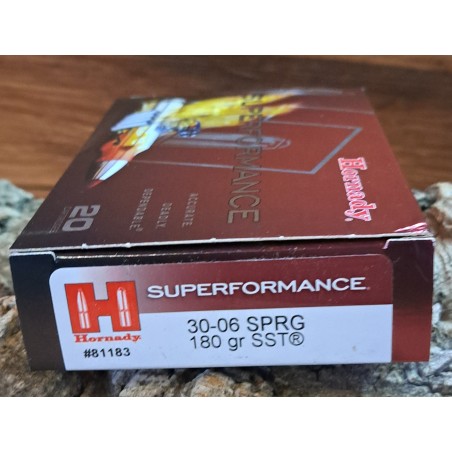 Hornady
SUPERFORMANCE
20
ACCURATE
DEADLY
DEPENDABLE®
SUPERFORMANCE
H
Hornady
#81183
30-06 SPRG
180 gr SST®